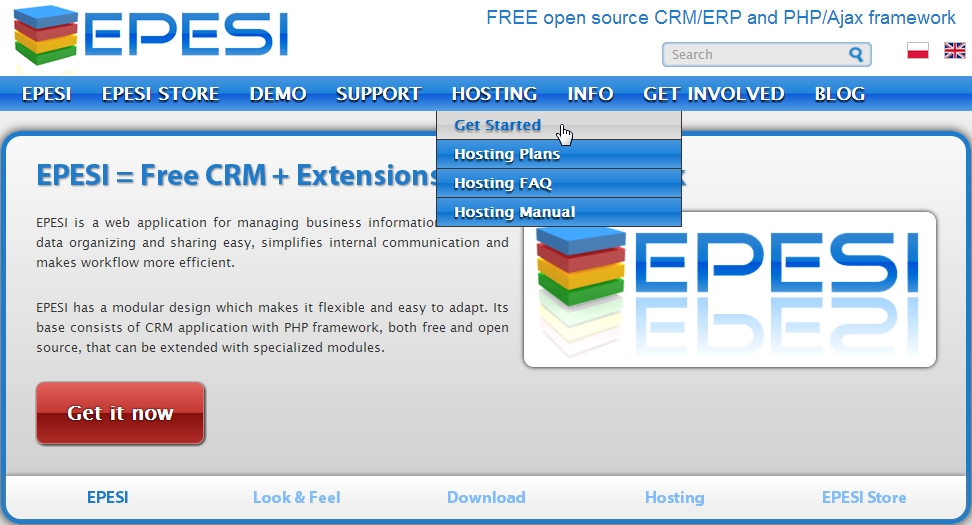 EPESI
FREE open source CRM/ERP and PHP/Ajax framework
Search
EPESI EPESI STORE DEMO SUPPORT HOSTING INFO GET INVOLVED BLOG
Get Started
Hosting Plans
Hosting FAQ
Hosting Manual
EPESI = Free CRM + Extensions
EPESI is a web application for managing business information
data organizing and sharing easy, simplifies internal communication and
makes workflow more efficient.
EPESI has a modular design which makes it flexible and easy to adapt. Its
base consists of CRM application with PHP framework, both free and open
source, that can be extended with specialized modules.
EPESI
Get it now
EPESI Look & Feel Download Hosting EPESI Store